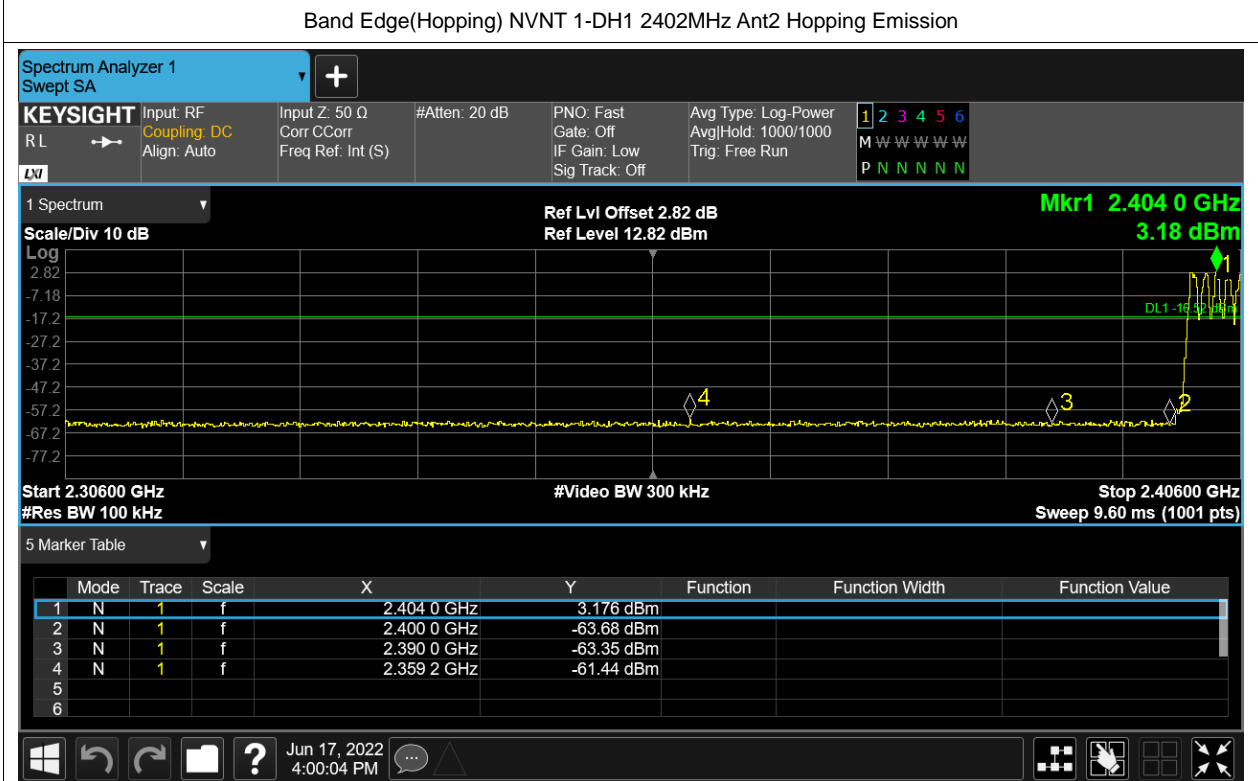 Band Edge(Hopping) NVNT 1-DH1 2402MHz Ant2 Hopping Emission
Spectrum Analyzer 1
Swept SA
KEYSIGHT
RL
LXI
Input: RF
Coupling: DC
Align: Auto
Input Z: 50 Ω
Corr CCorr
Freq Ref: Int (S)
#Atten: 20 dB
PNO: Fast
Gate: Off
IF Gain: Low
Sig Track: Off
Avg Type: Log-Power
Avg|Hold: 1000/1000
Trig: Free Run
1 2 3 4 5 6
M W W W W W
P N N N N N
1 Spectrum
Scale/Div 10 dB
Ref Lvl Offset 2.82 dB
Ref Level 12.82 dBm
Mkr1 2.404 0 GHz
3.18 dBm
Log
2.82
-7.18
-17.2
-27.2
-37.2
-47.2
-57.2
-67.2
-77.2
DL1 -16.52 dBm
1
4
3
2
Start 2.30600 GHz
#Video BW 300 kHz
Stop 2.40600 GHz
#Res BW 100 kHz
Sweep 9.60 ms (1001 pts)
5 Marker Table
Mode Trace Scale X Y Function Function Width Function Value
1 N 1 f 2.404 0 GHz 3.176 dBm
2 N 1 f 2.400 0 GHz -63.68 dBm
3 N 1 f 2.390 0 GHz -63.35 dBm
4 N 1 f 2.359 2 GHz -61.44 dBm
5
6
?
Jun 17, 2022
4:00:04 PM